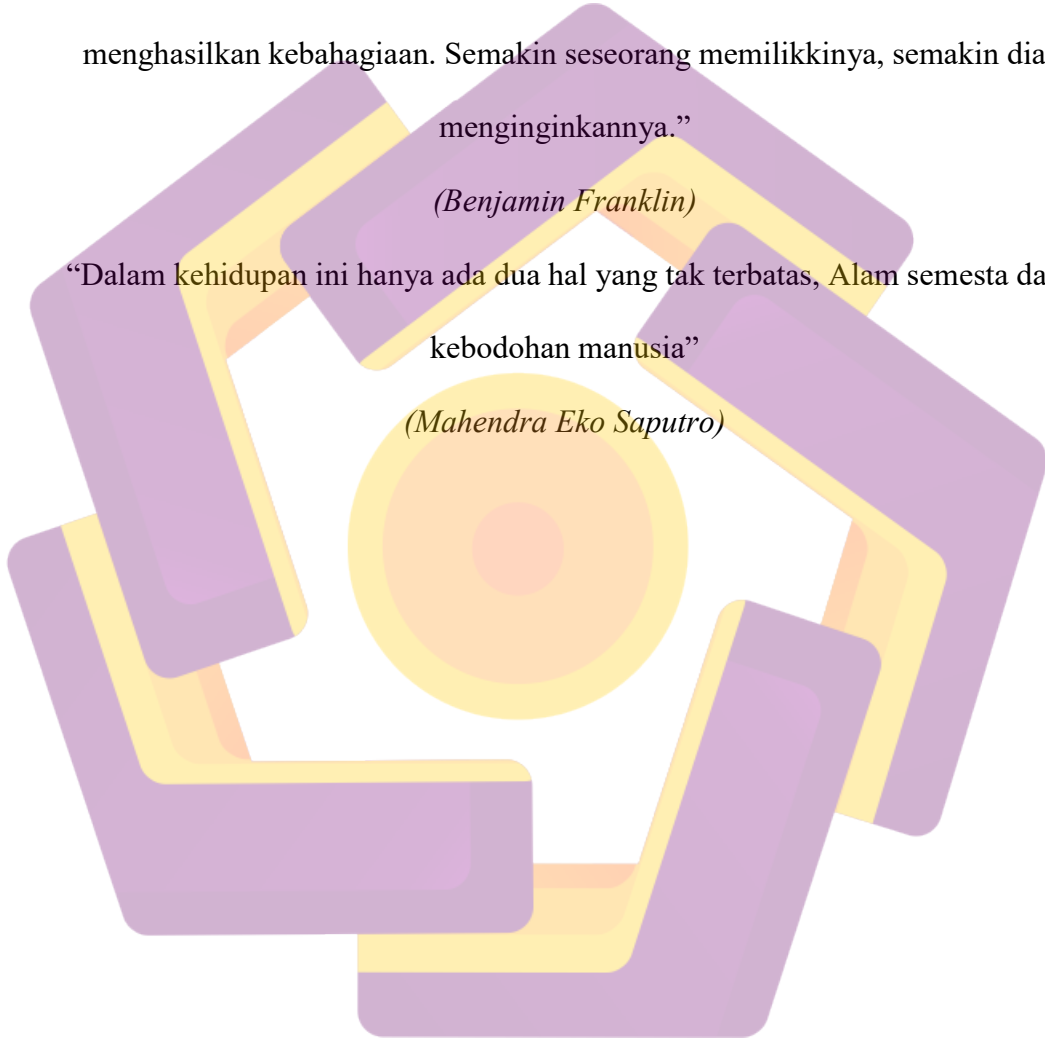 menghasilkan kebahagiaan. Semakin seseorang memilikkinya, semakin dia
menginginkannya.”
(Benjamin Franklin)
“Dalam kehidupan ini hanya ada dua hal yang tak terbatas, Alam semesta da
kebodohan manusia”
(Mahendra Eko Saputro)